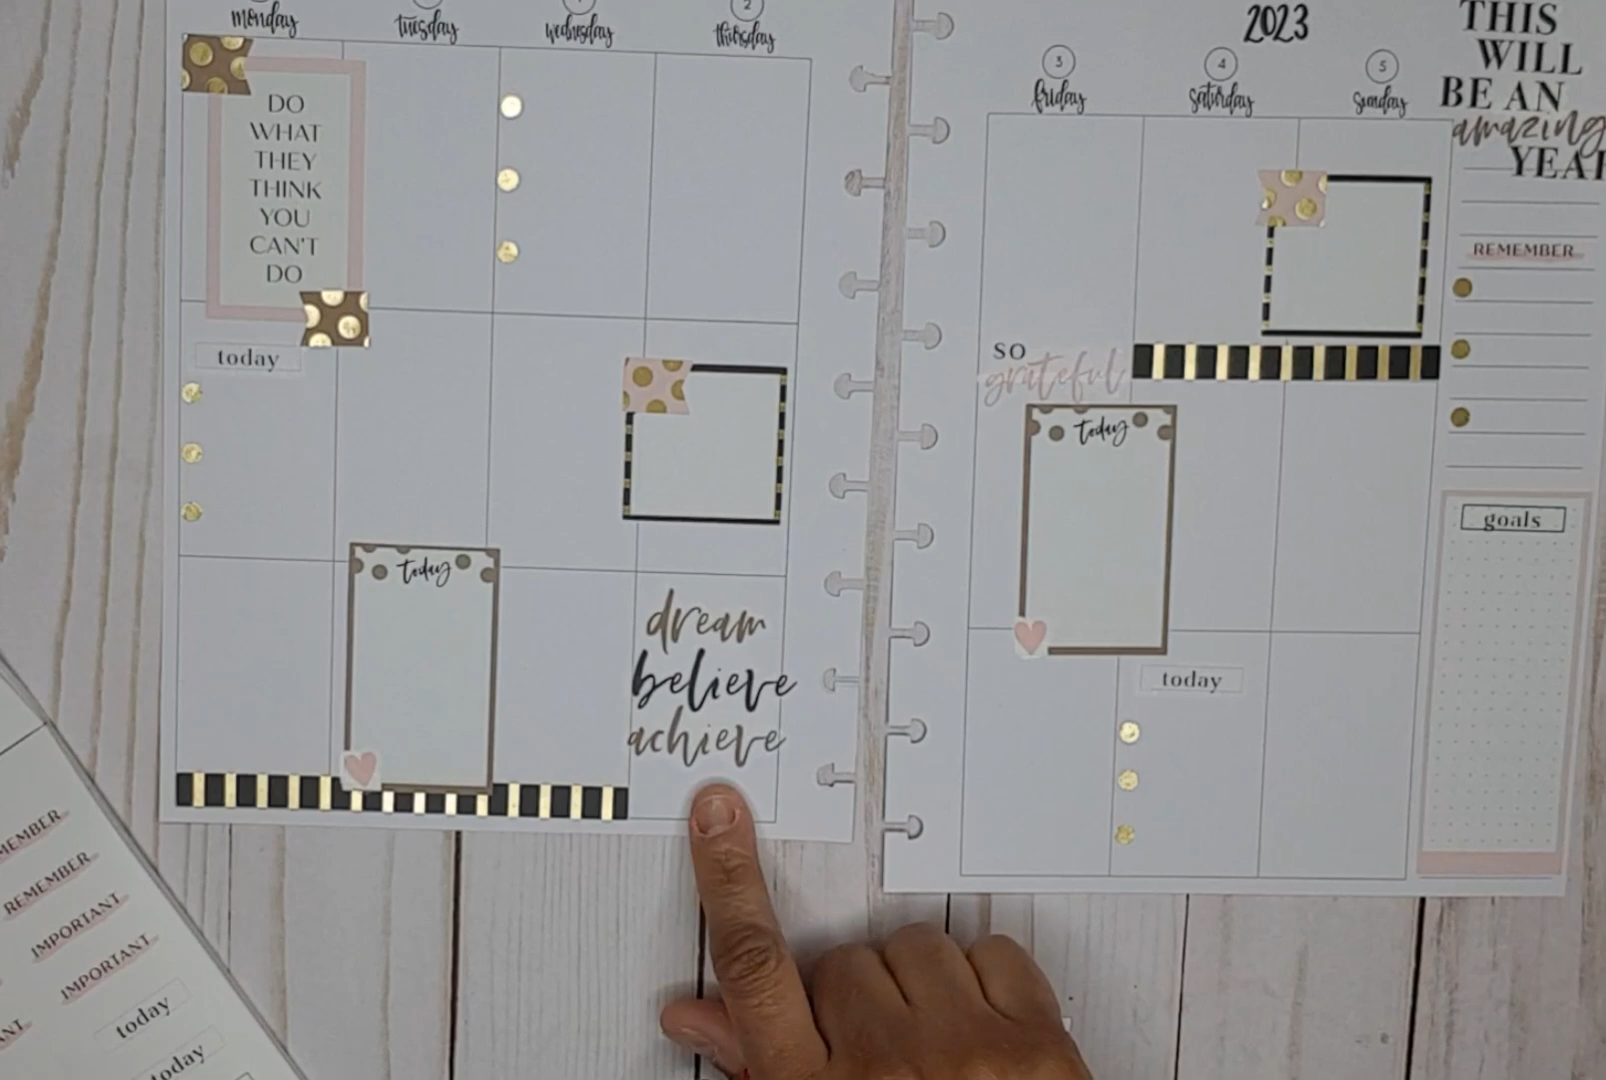 monday
tuesday
wednesday
thursday
2
DO
WHAT
THEY
THINK
YOU
CAN'T
DO
today
today
dream
believe
achieve
2023
3
4
5
friday
saturday
sunday
THIS
WILL
BE AN
amazing
REMEMBER
SO
grateful
today
goals
today
REMEMBER
IMPORTANT
IMPORTANT
today
today